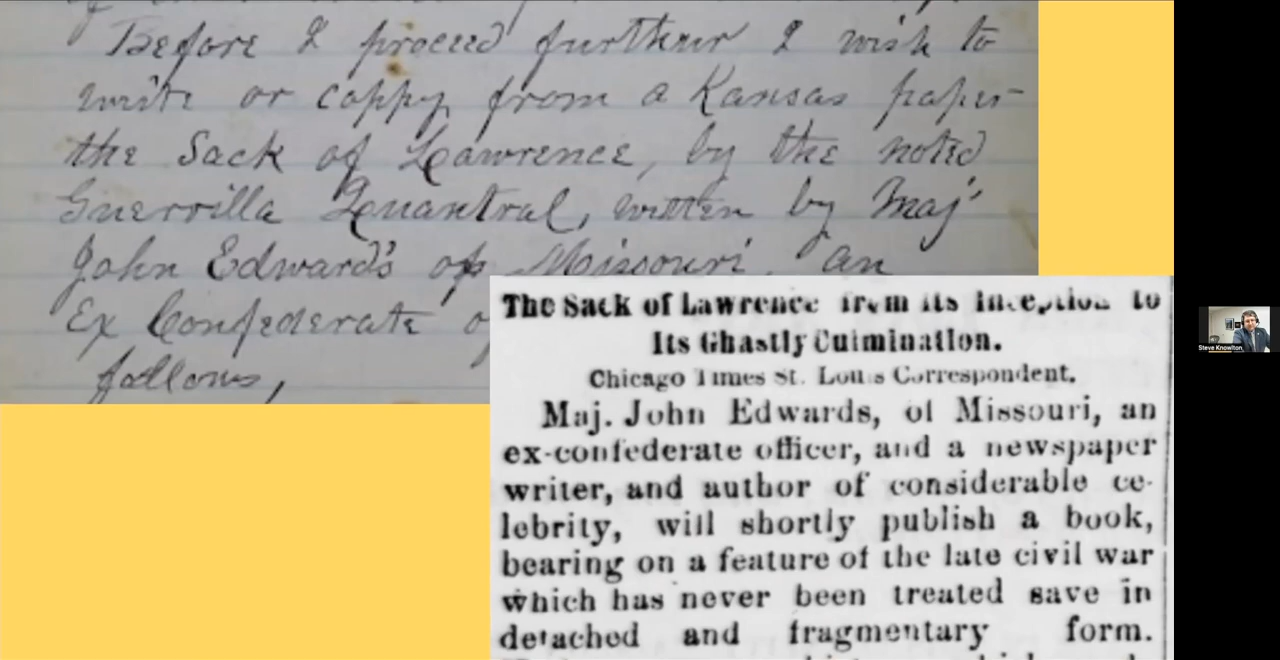 Before I proceed further I wish to
write or coppy from a Kansas paper
the Sack of Lawrence, by the noted
Guerrilla Quantral, written by Maj
John Edwards of Missouri, an
Ex Confederate
follows,
The Sack of Lawrence from its Inception to
Its Ghastly Culmination.
Chicago Times St. Louis Correspondent.
Maj. John Edwards, of Missouri, an
ex-confederate officer, and a newspaper
writer, and author of considerable ce-
lebrity, will shortly publish a book,
bearing on a feature of the late civil war
which has never been treated save in
detached and fragmentary form.
Steve Knowlton